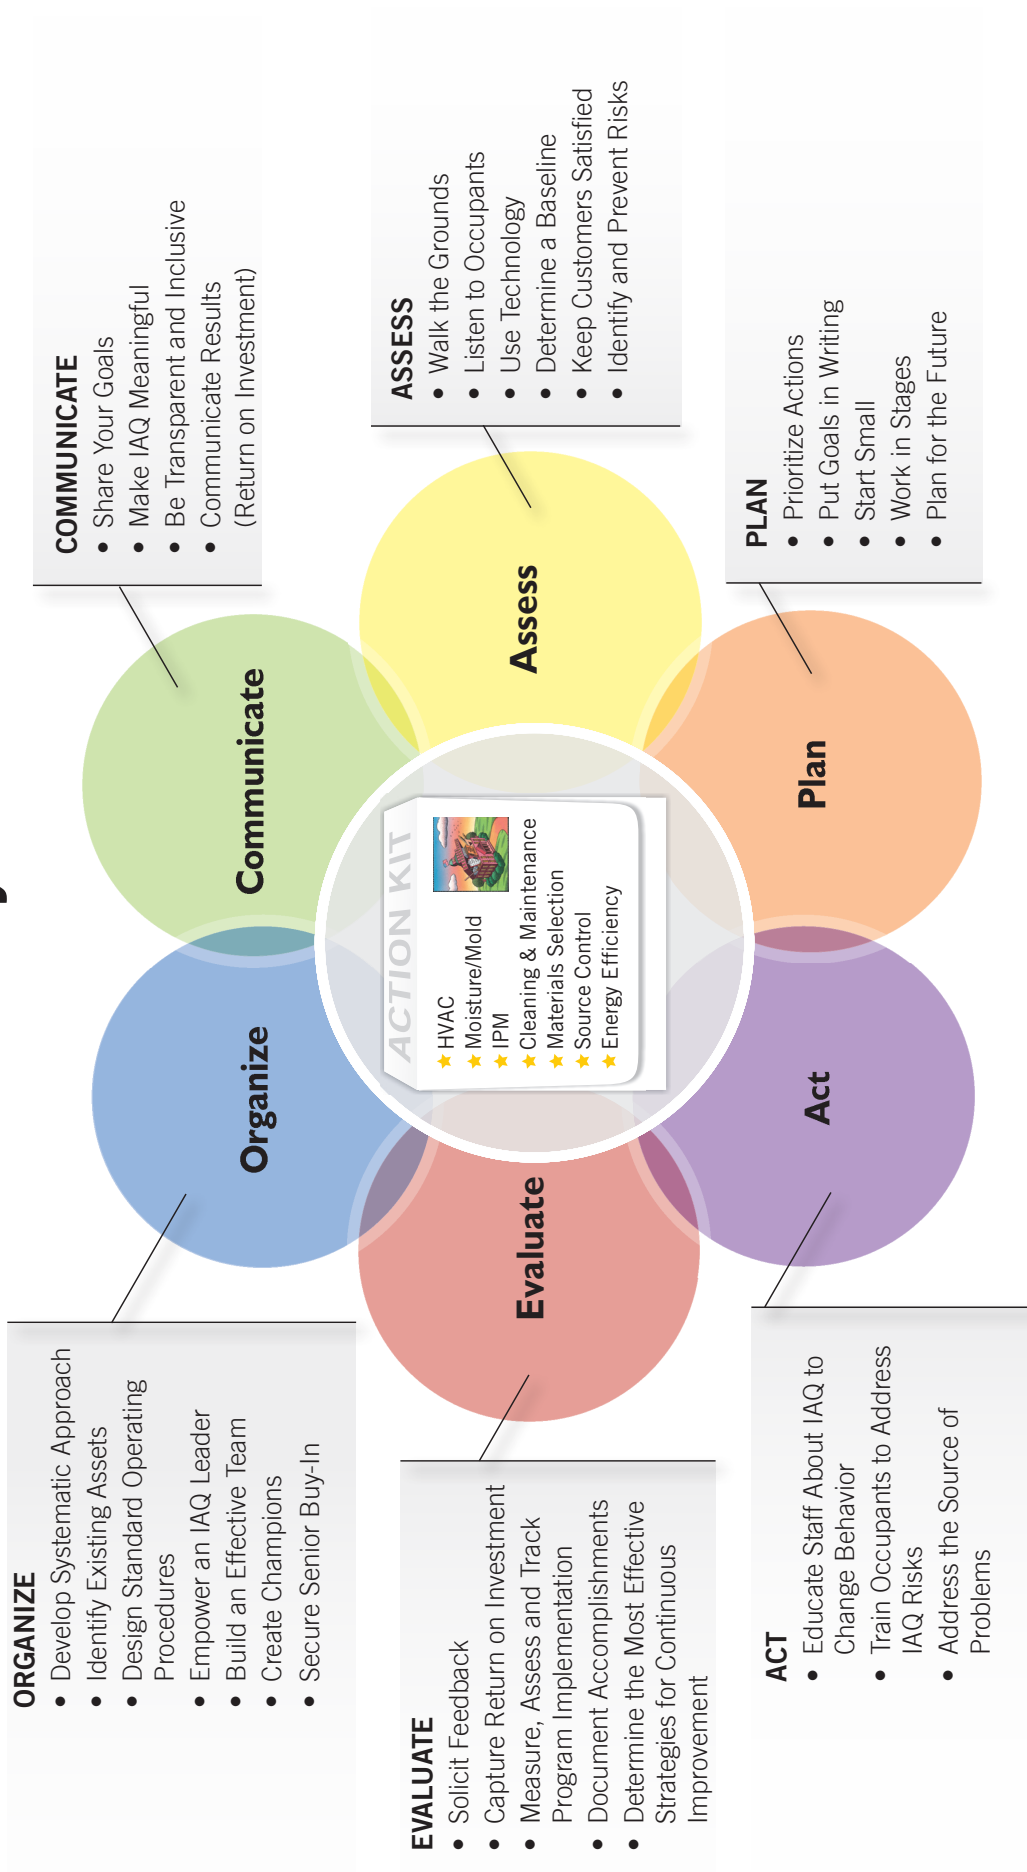 ORGANIZE
• Develop Systematic Approach
• Identify Existing Assets
• Design Standard Operating
Procedures
• Empower an IAQ Leader
• Build an Effective Team
• Create Champions
• Secure Senior Buy-In
COMMUNICATE
• Share Your Goals
• Make IAQ Meaningful
• Be Transparent and Inclusive
• Communicate Results
(Return on Investment)
ASSESS
• Walk the Grounds
• Listen to Occupants
• Use Technology
• Determine a Baseline
• Keep Customers Satisfied
• Identify and Prevent Risks
PLAN
• Prioritize Actions
• Put Goals in Writing
• Start Small
• Work in Stages
• Plan for the Future
ACT
• Educate Staff About IAQ to
Change Behavior
• Train Occupants to Address
IAQ Risks
• Address the Source of
Problems
EVALUATE
• Solicit Feedback
• Capture Return on Investment
• Measure, Assess and Track
Program Implementation
• Document Accomplishments
• Determine the Most Effective
Strategies for Continuous
Improvement
Organize
Communicate
Assess
Plan
Act
Evaluate
ACTION KIT
HVAC
Moisture/Mold
IPM
Cleaning & Maintenance
Materials Selection
Source Control
Energy Efficiency